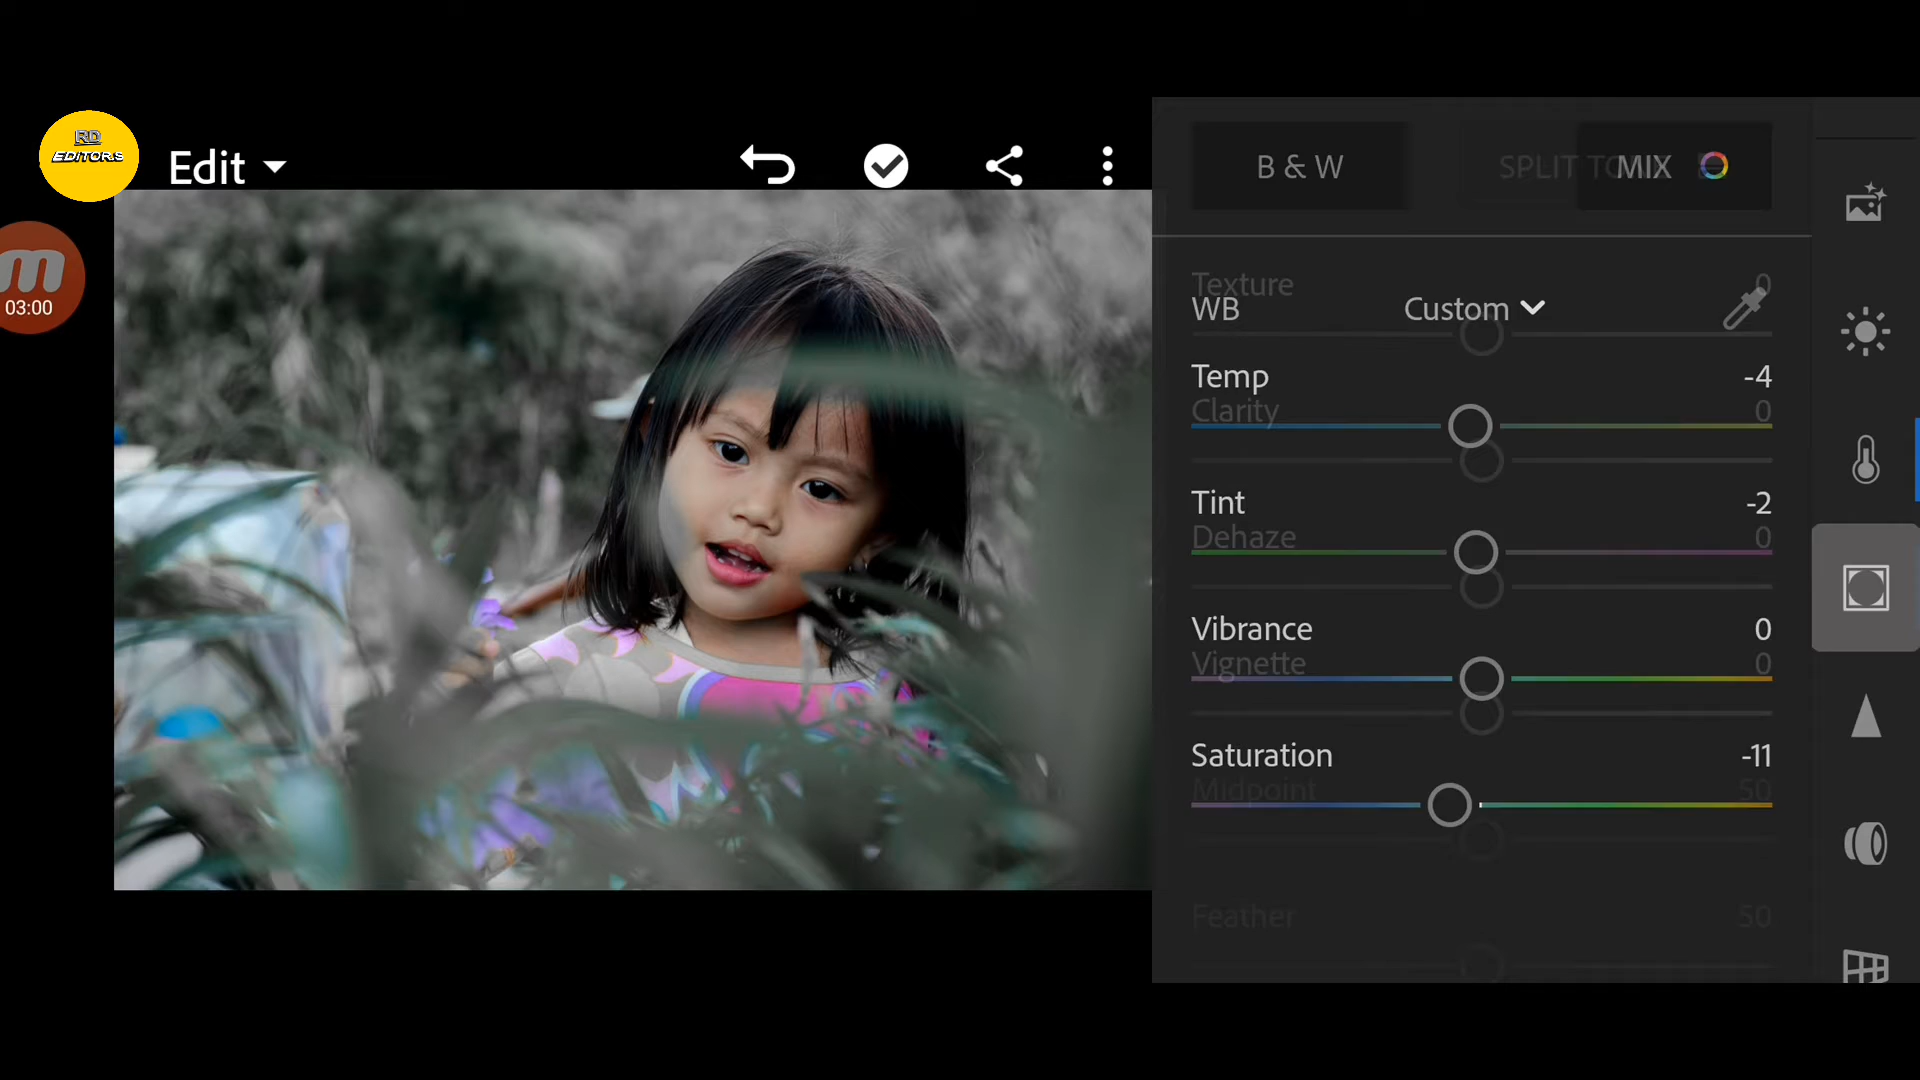 RD
EDITORS
Edit
03:00
B & W
SPLIT TO
MIX
Texture 0
WB Custom
Temp -4
Clarity 0
Tint -2
Dehaze 0
Vibrance 0
Vignette 0
Saturation -11
Midpoint 50
Feather 50